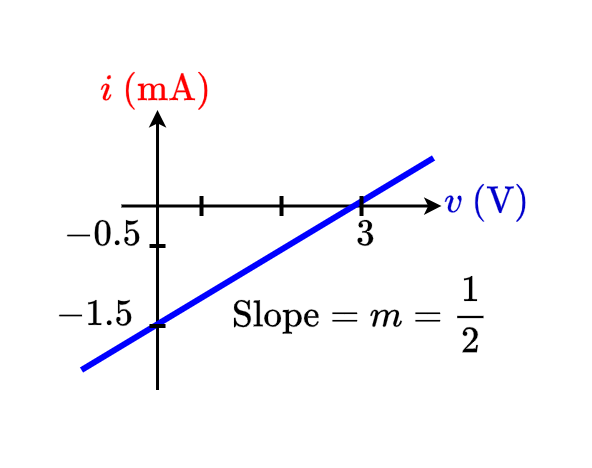 i (mA)
v (V)
−0.5
3
−1.5
Slope = m = 1/2